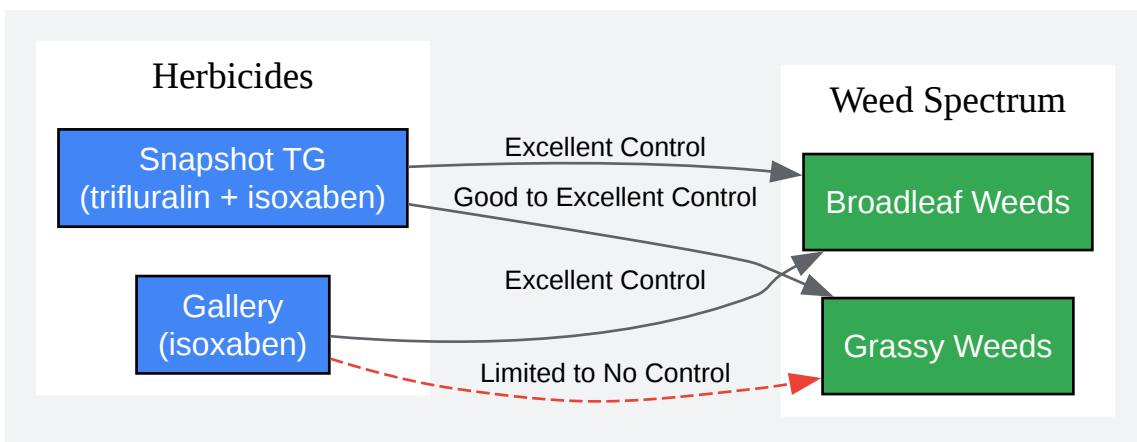 Herbicides
Snapshot TG
(trifluralin + isoxaben)
Gallery
(isoxaben)
Excellent Control
Good to Excellent Control
Excellent Control
Limited to No Control
Weed Spectrum
Broadleaf Weeds
Grassy Weeds